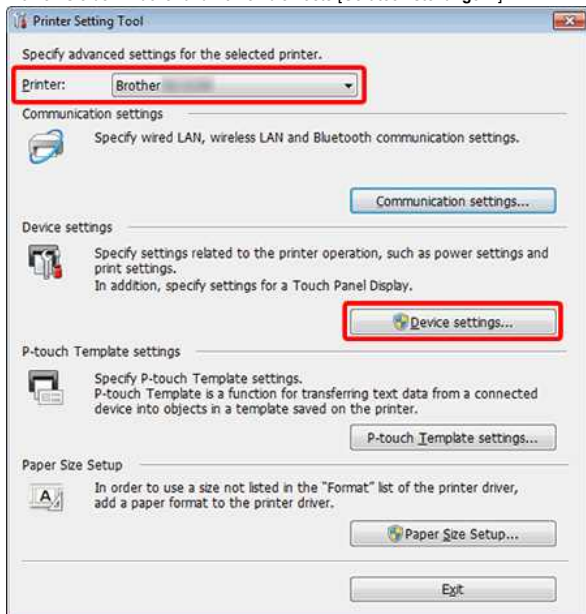 Printer Setting Tool
Specify advanced settings for the selected printer.
Printer: Brother
Communication settings
Specify wired LAN, wireless LAN and Bluetooth communication settings.
Communication settings...
Device settings
Specify settings related to the printer operation, such as power settings and
print settings.
In addition, specify settings for a Touch Panel Display.
Device settings...
P-touch Template settings
Specify P-touch Template settings.
P-touch Template is a function for transferring text data from a connected
device into objects in a template saved on the printer.
P-touch Template settings...
Paper Size Setup
In order to use a size not listed in the "Format" list of the printer driver,
add a paper format to the printer driver.
Paper Size Setup...
Exit